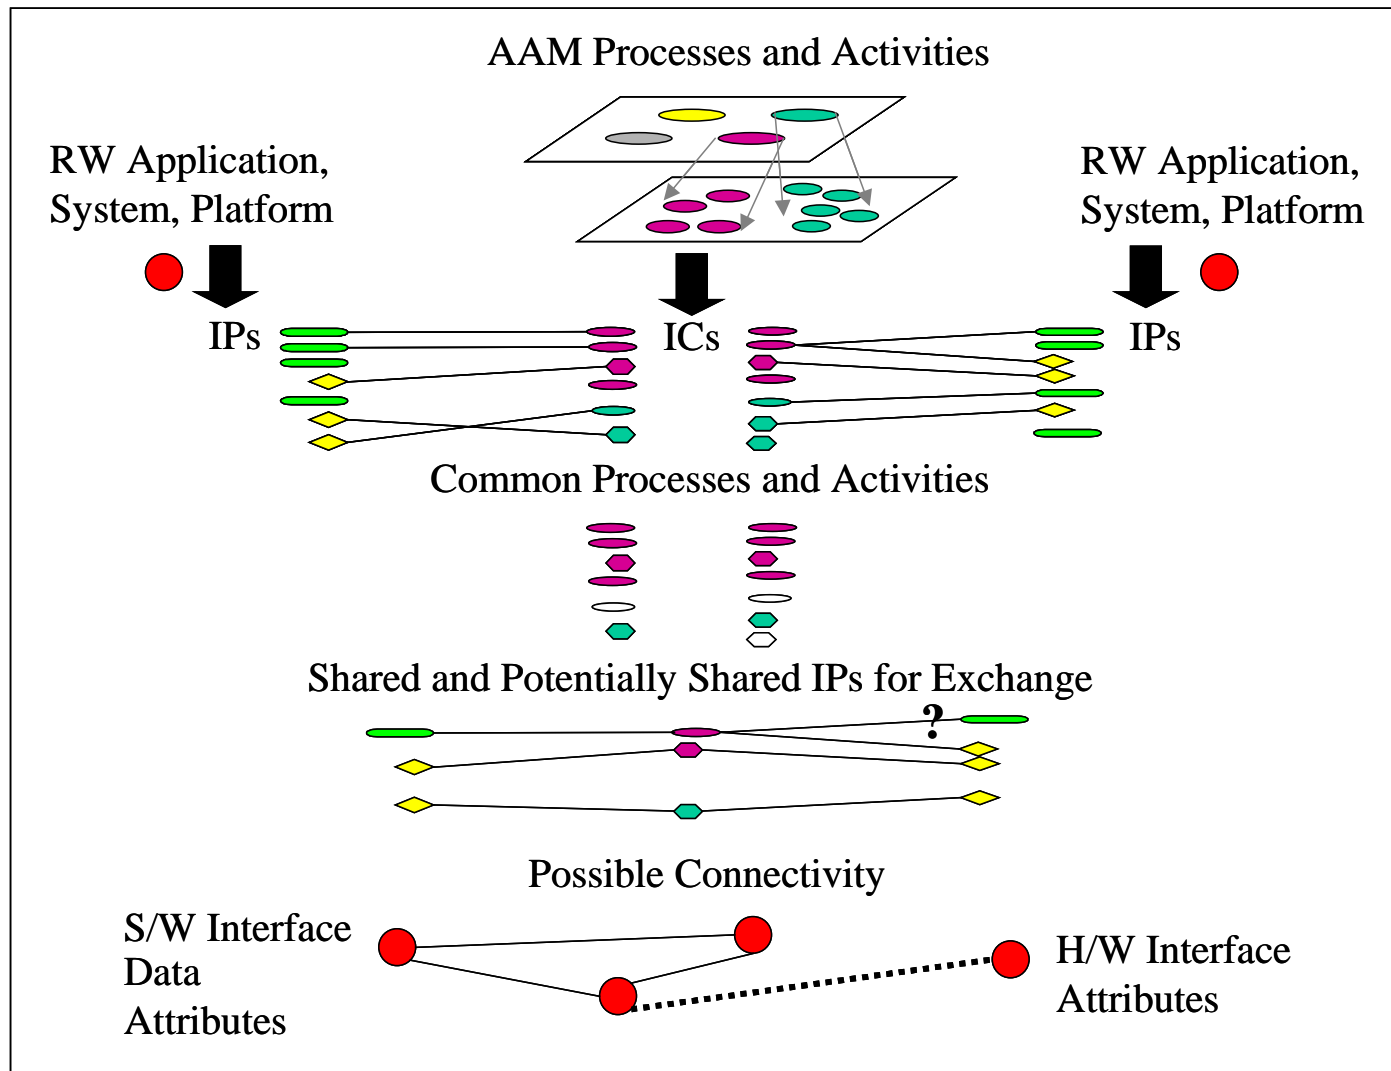 AAM Processes and Activities
RW Application,
System, Platform
RW Application,
System, Platform
IPs
ICs
IPs
Common Processes and Activities
Shared and Potentially Shared IPs for Exchange
?
Possible Connectivity
S/W Interface
Data
Attributes
H/W Interface
Attributes